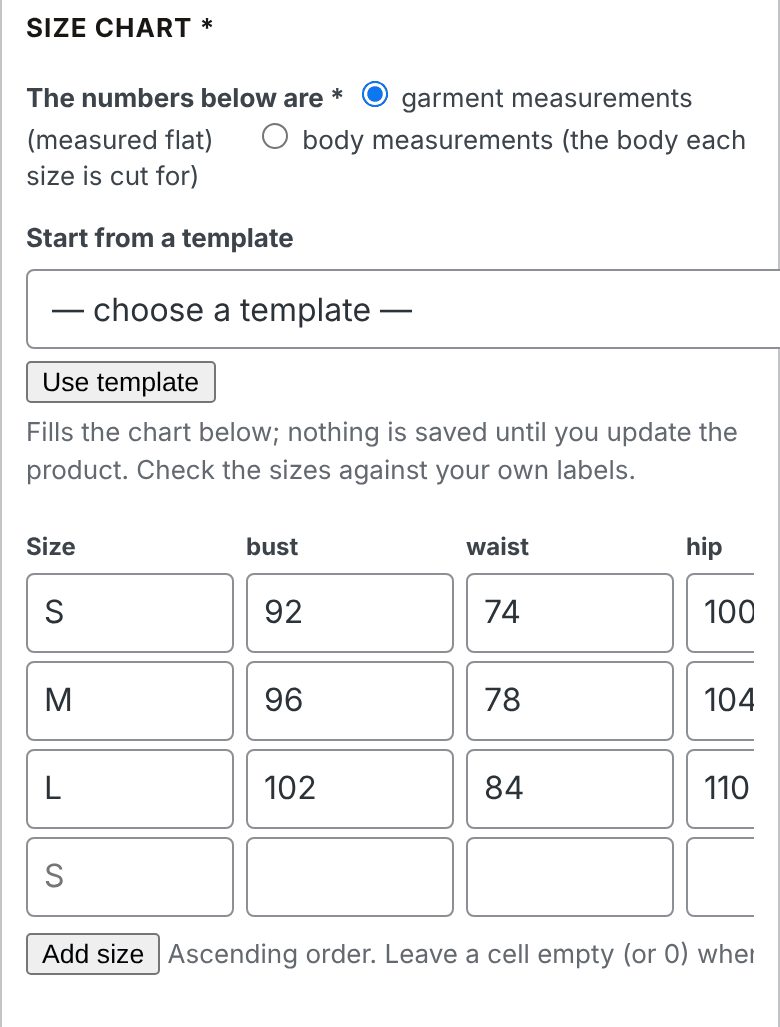 SIZE CHART *
The numbers below are * garment measurements
(measured flat) body measurements (the body each
size is cut for)
Start from a template
— choose a template —
Use template
Fills the chart below; nothing is saved until you update the
product. Check the sizes against your own labels.
Size bust waist hip
S 92 74 100
M 96 78 104
L 102 84 110
S
Add size Ascending order. Leave a cell empty (or 0)